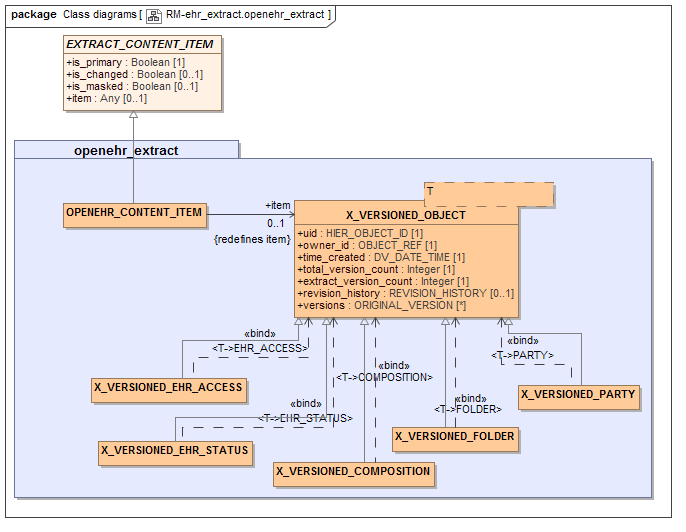 package Class diagrams [ RM-ehr_extract.openehr_extract ]
EXTRACT_CONTENT_ITEM
+is_primary : Boolean [1]
+is_changed : Boolean [0..1]
+is_masked : Boolean [0..1]
+item : Any [0..1]
openehr_extract
T
OPENEHR_CONTENT_ITEM
+item
0..1
{redefines item}
X_VERSIONED_OBJECT
+uid : HIER_OBJECT_ID [1]
+owner_id : OBJECT_REF [1]
+time_created : DV_DATE_TIME [1]
+total_version_count : Integer [1]
+extract_version_count : Integer [1]
+revision_history : REVISION_HISTORY [0..1]
+versions : ORIGINAL_VERSION [*]
«bind»
<T->EHR_ACCESS>
«bind»
<T->COMPOSITION>
«bind»
<T->PARTY>
X_VERSIONED_EHR_ACCESS
X_VERSIONED_PARTY
«bind»
<T->EHR_STATUS>
«bind»
<T->FOLDER>
X_VERSIONED_EHR_STATUS
X_VERSIONED_FOLDER
X_VERSIONED_COMPOSITION